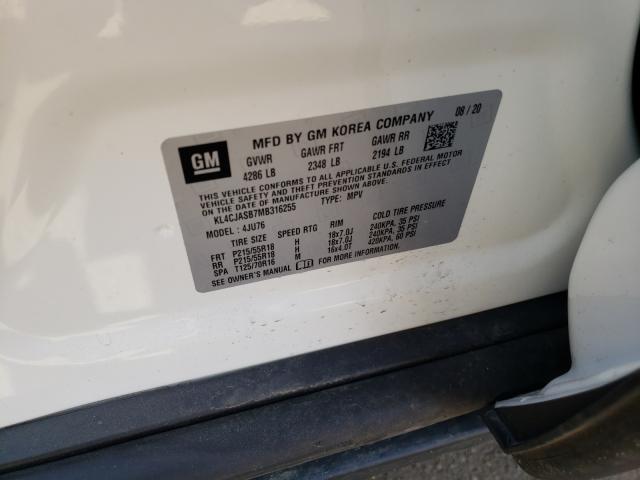 GM
MFD BY GM KOREA COMPANY 08/20
GVWR GAWR FRT GAWR RR
4286 LB 2348 LB 2194 LB
THIS VEHICLE CONFORMS TO ALL APPLICABLE U.S. FEDERAL MOTOR
VEHICLE SAFETY, BUMPER, AND THEFT PREVENTION STANDARDS IN EFFECT
ON THE DATE OF MANUFACTURE SHOWN ABOVE.
KL4CJASB7MB316255 TYPE: MPV
MODEL: 4JU76
TIRE SIZE SPEED RTG RIM COLD TIRE PRESSURE
FRT P215/55R18 H 18x7.0J 240KPA, 35 PSI
RR P215/55R18 H 18x7.0J 240KPA, 35 PSI
SPA T125/70R16 M 16x4.0T 420KPA, 60 PSI
SEE OWNER'S MANUAL